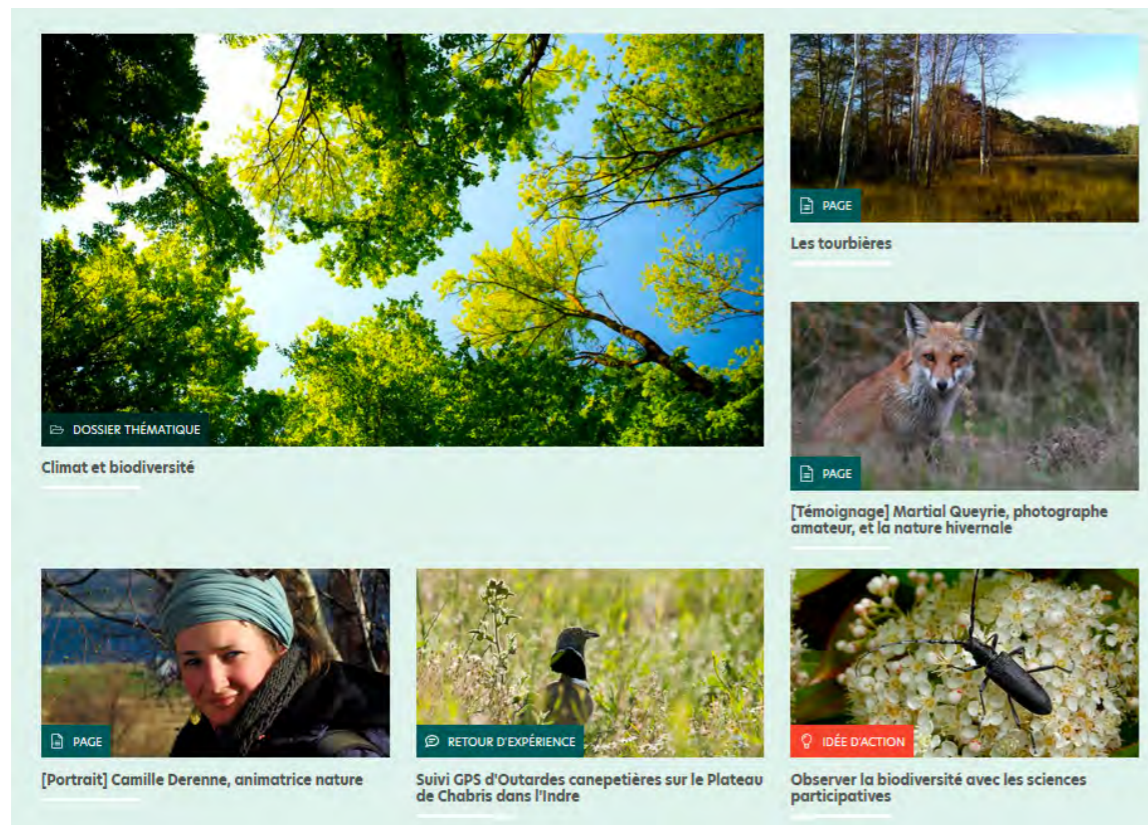 DOSSIER THÉMATIQUE
Climat et biodiversité
PAGE
Les tourbières
PAGE
[Témoignage] Martial Queyrie, photographe
amateur, et la nature hivernale
PAGE
[Portrait] Camille Derenne, animatrice nature
RETOUR D'EXPÉRIENCE
Suivi GPS d'Outardes canepetières sur le Plateau
de Chabris dans l'Indre
IDÉE D'ACTION
Observer la biodiversité avec les sciences
participatives